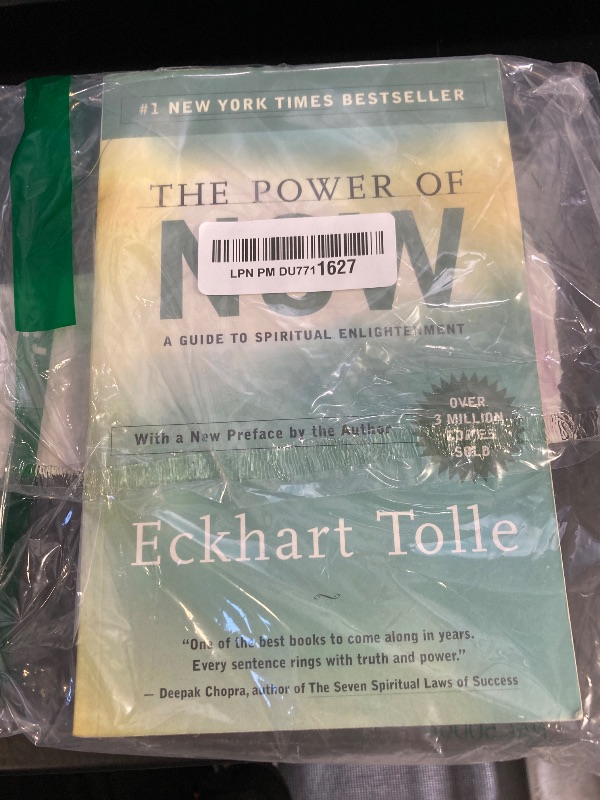 #1 NEW YORK TIMES BESTSELLER
THE POWER OF
NOW
LPN PM DU7711627
A GUIDE TO SPIRITUAL ENLIGHTENMENT
With a New Preface by the Author
OVER
3 MILLION
COPIES
SOLD
Eckhart Tolle
“One of the best books to come along in years.
Every sentence rings with truth and power.”
— Deepak Chopra, author of The Seven Spiritual Laws of Success